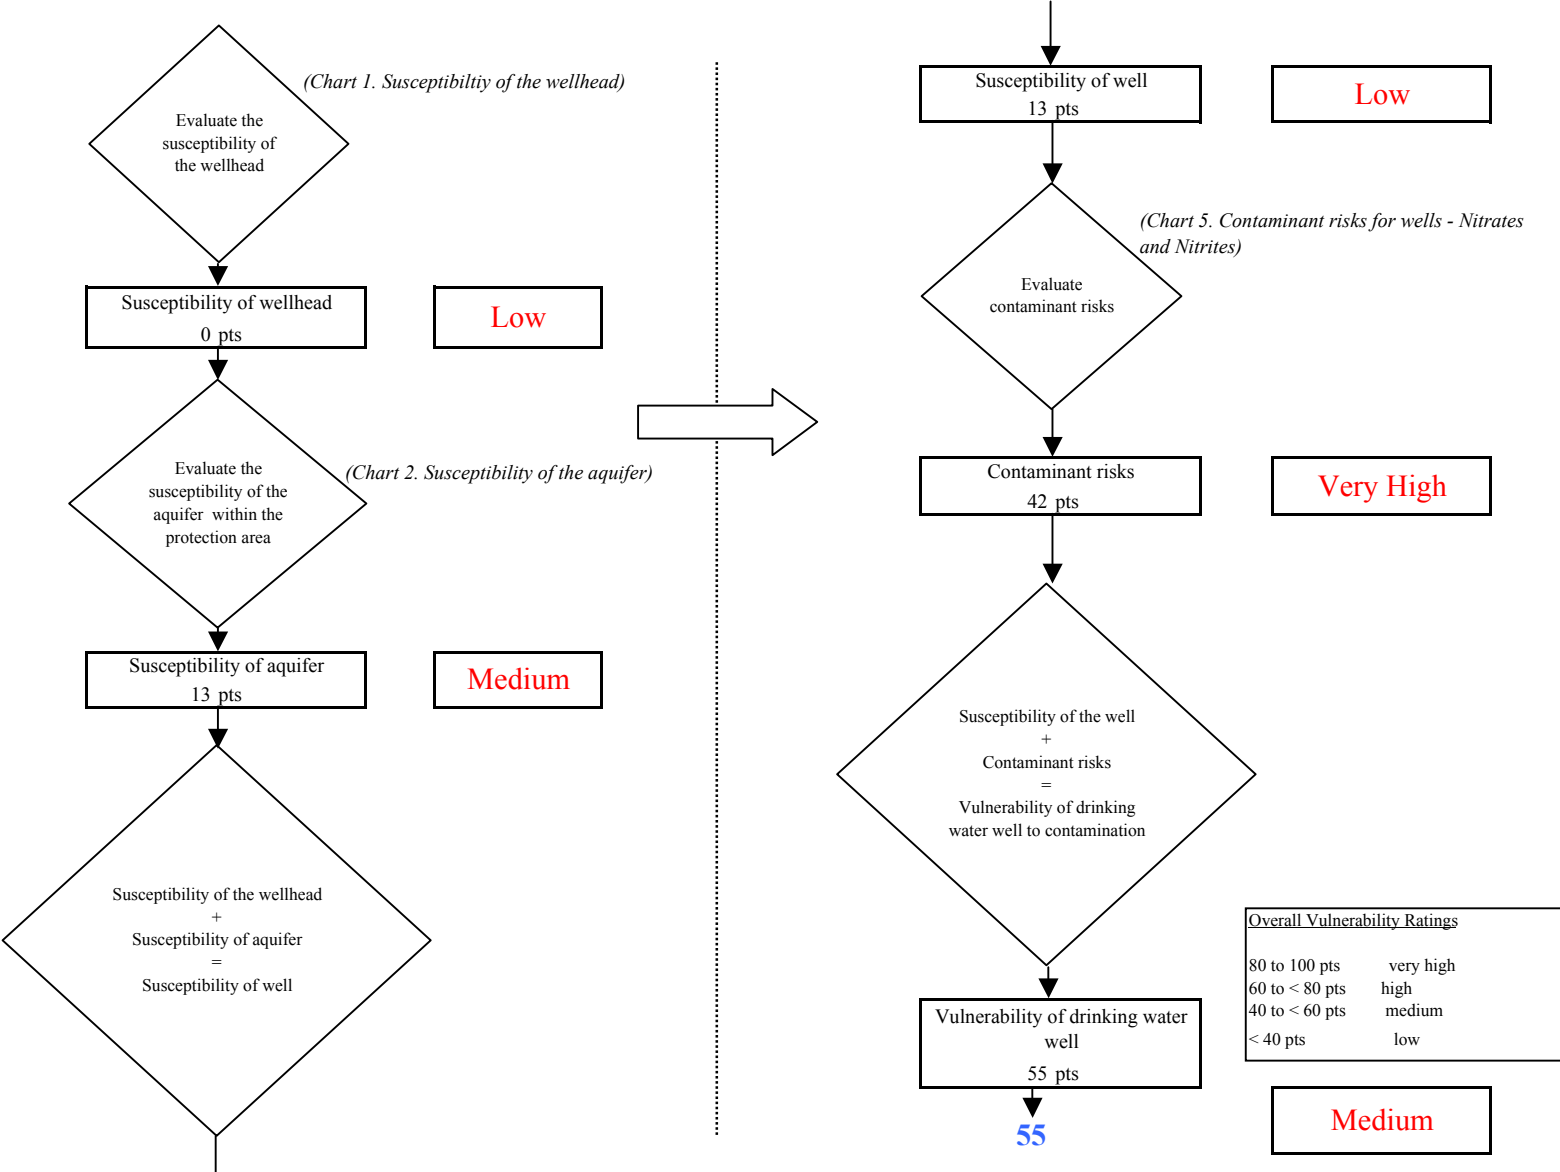 (Chart 1. Susceptibiltiy of the wellhead)
Evaluate the
susceptibility of
the wellhead
Susceptibility of wellhead
0 pts
Low
Evaluate the
susceptibility of the
aquifer within the
protection area
(Chart 2. Susceptibility of the aquifer)
Susceptibility of aquifer
13 pts
Medium
Susceptibility of the wellhead
+
Susceptibility of aquifer
=
Susceptibility of well
Susceptibility of well
13 pts
Low
(Chart 5. Contaminant risks for wells - Nitrates
and Nitrites)
Evaluate
contaminant risks
Contaminant risks
42 pts
Very High
Susceptibility of the well
+
Contaminant risks
=
Vulnerability of drinking
water well to contamination
Overall Vulnerability Ratings
80 to 100 pts very high
60 to < 80 pts high
40 to < 60 pts medium
< 40 pts low
Vulnerability of drinking water
well
55 pts
55
Medium